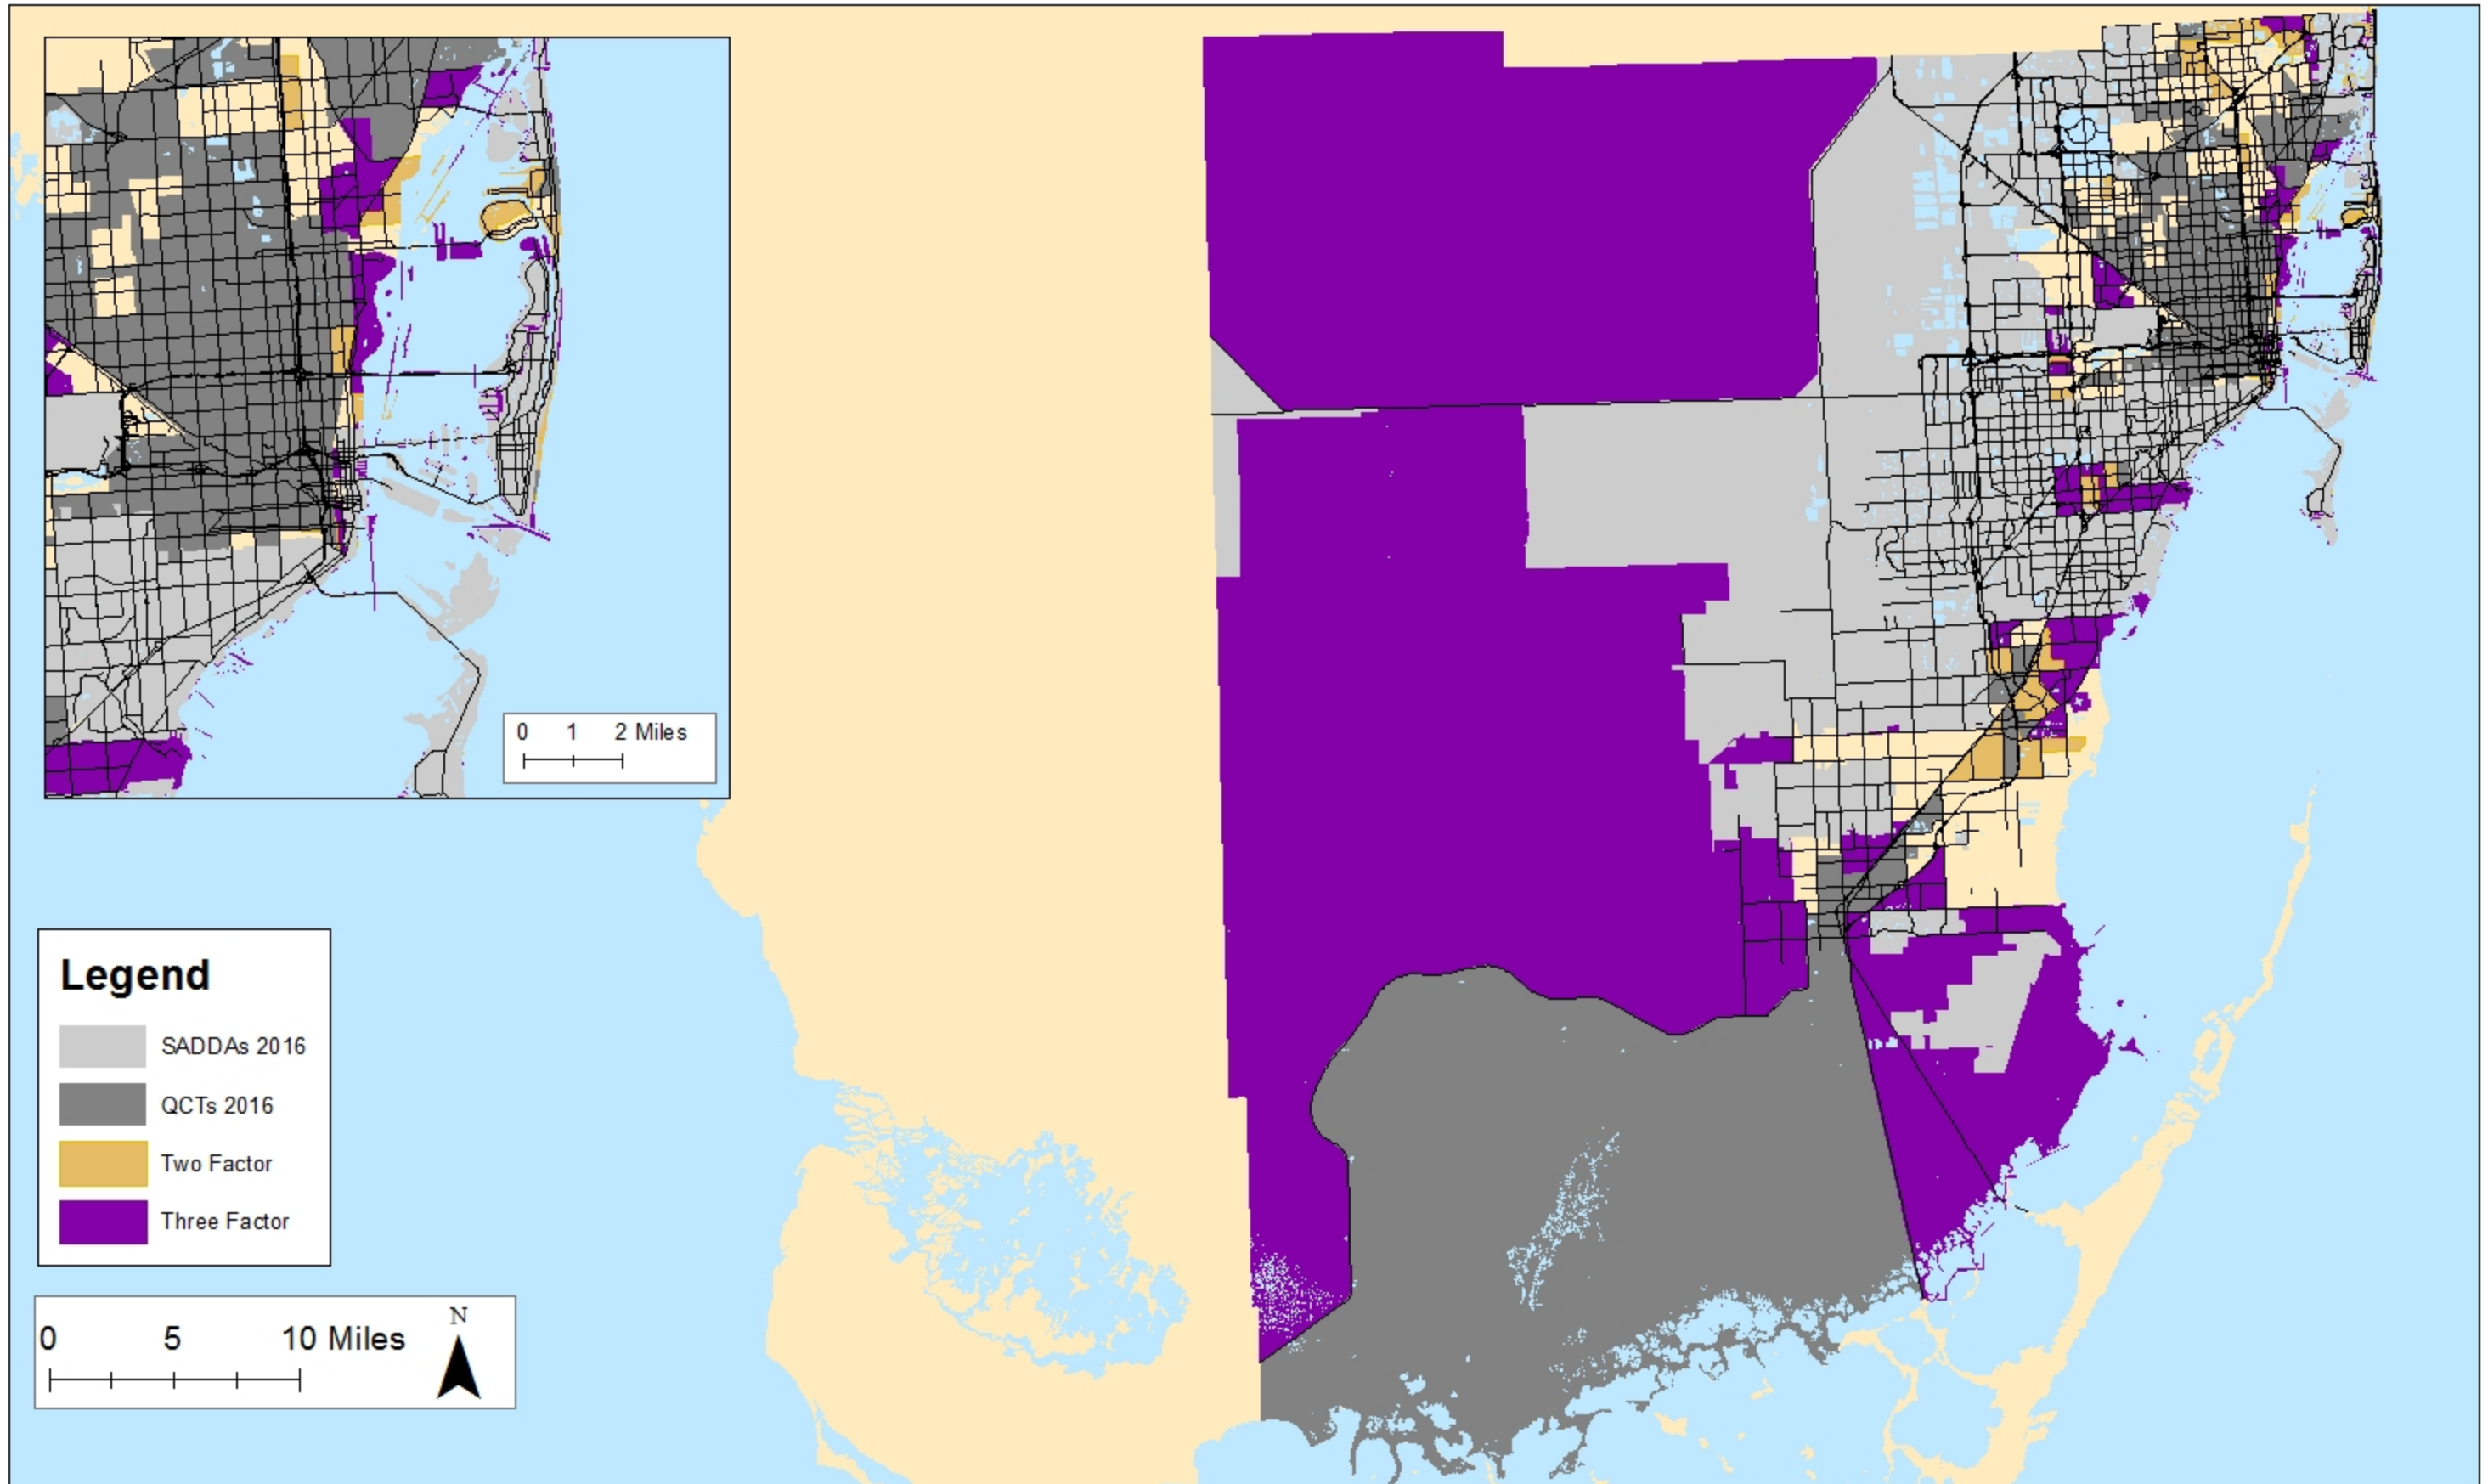 0 1 2 Miles
Legend
SADDAs 2016
QCTs 2016
Two Factor
Three Factor
0 5 10 Miles
N